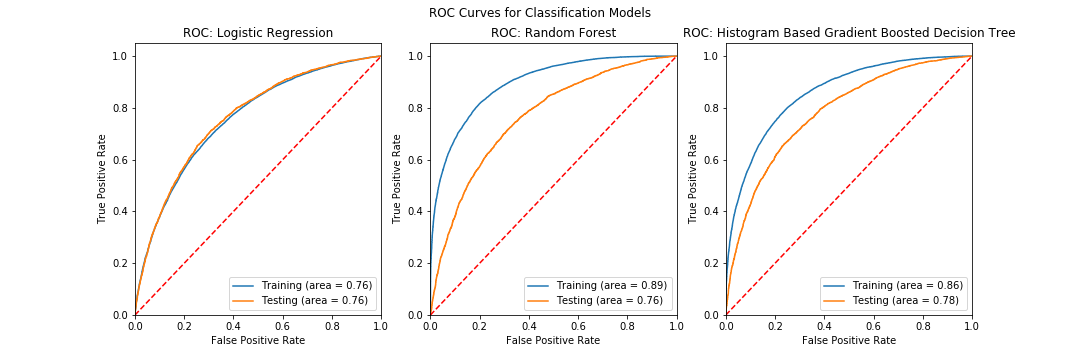 ROC Curves for Classification Models
ROC: Logistic Regression
True Positive Rate
1.0
0.8
0.6
0.4
0.2
0.0
Training (area = 0.76)
Testing (area = 0.76)
0.0 0.2 0.4 0.6 0.8 1.0
False Positive Rate
ROC: Random Forest
True Positive Rate
1.0
0.8
0.6
0.4
0.2
0.0
Training (area = 0.89)
Testing (area = 0.76)
0.0 0.2 0.4 0.6 0.8 1.0
False Positive Rate
ROC: Histogram Based Gradient Boosted Decision Tree
True Positive Rate
1.0
0.8
0.6
0.4
0.2
0.0
Training (area = 0.86)
Testing (area = 0.78)
0.0 0.2 0.4 0.6 0.8 1.0
False Positive Rate